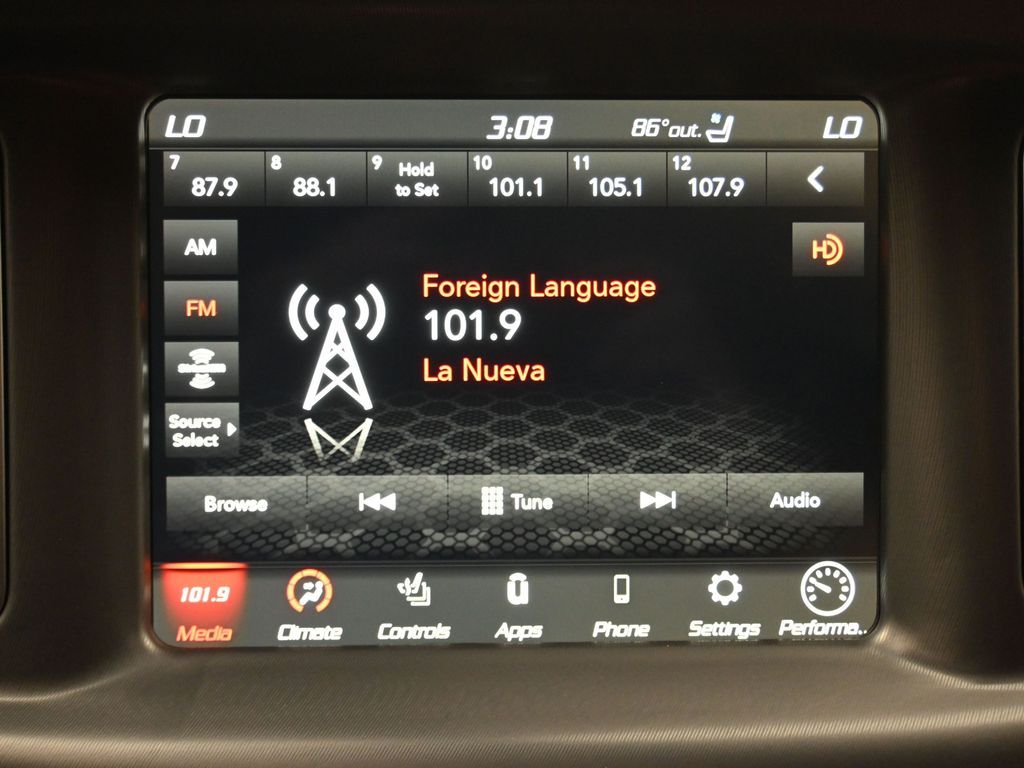 LO 3:08 86°out. LO
7 8 9 Hold 10 11 12
87.9 88.1 to Set 101.1 105.1 107.9
AM
HD
FM
Foreign Language
101.9
La Nueva
Source
Select
Browse Tune Audio
101.9
Media Climate Controls Apps Phone Settings Performa..